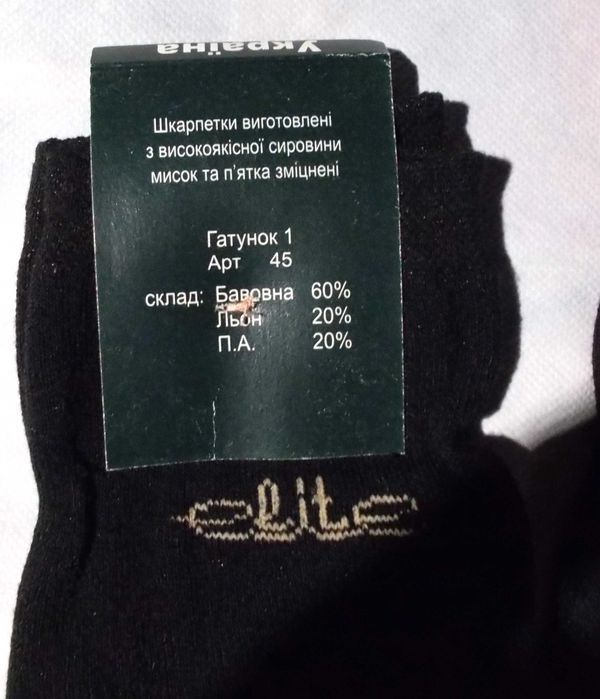 Україна
Шкарпетки виготовлені
з високоякісної сировини
мисок та п'ятка зміцнені
Гатунок 1
Арт 45
склад: Бавовна 60%
Льон 20%
П.А. 20%
elite